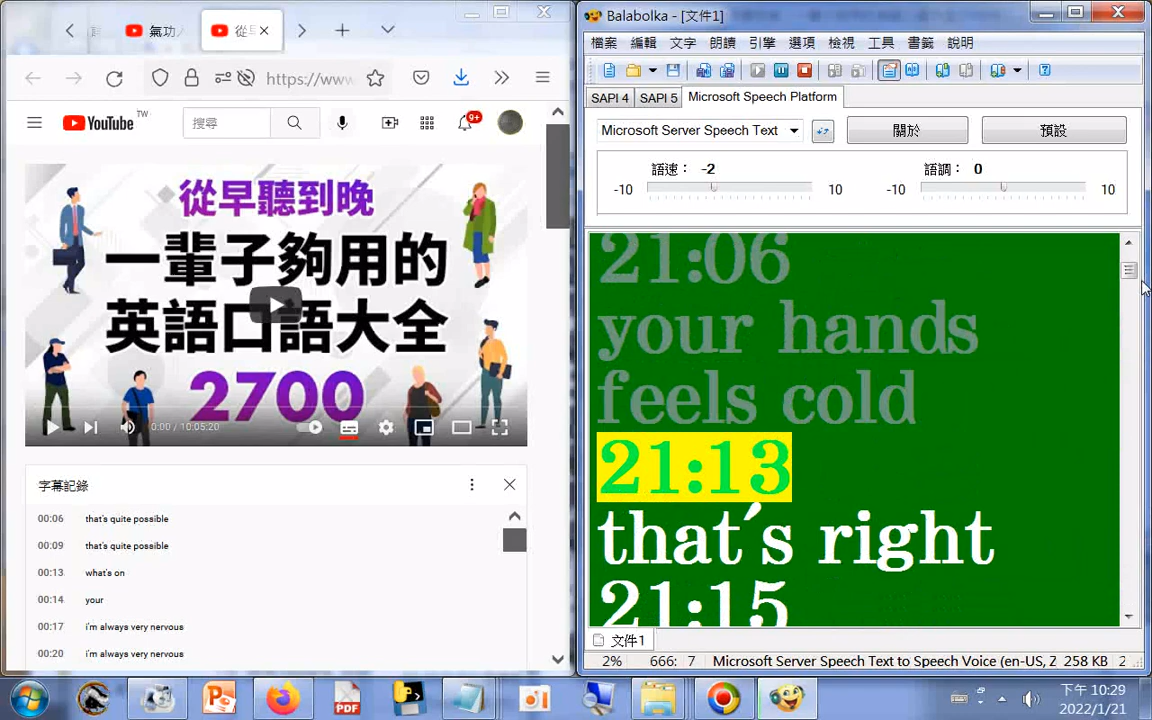 氣功
從
https://www
YouTube TW
搜尋
9+
從早聽到晚
一輩子夠用的
英語口語大全
2700
0:00 / 10:05:20
字幕記錄
00:06 that's quite possible
00:09 that's quite possible
00:13 what's on
00:14 your
00:17 i'm always very nervous
00:20 i'm always very nervous
Balabolka - [文件1]
檔案 編輯 文字 朗讀 引擎 選項 檢視 工具 書籤 說明
SAPI 4 SAPI 5 Microsoft Speech Platform
Microsoft Server Speech Text 關於 預設
語速： -2 語調： 0
-10 10 -10 10
21:06
your hands
feels cold
21:13
that's right
21:15
文件1
2% 666: 7 Microsoft Server Speech Text to Speech Voice (en-US, Z 258 KB 2
PDF
下午 10:29
2022/1/21